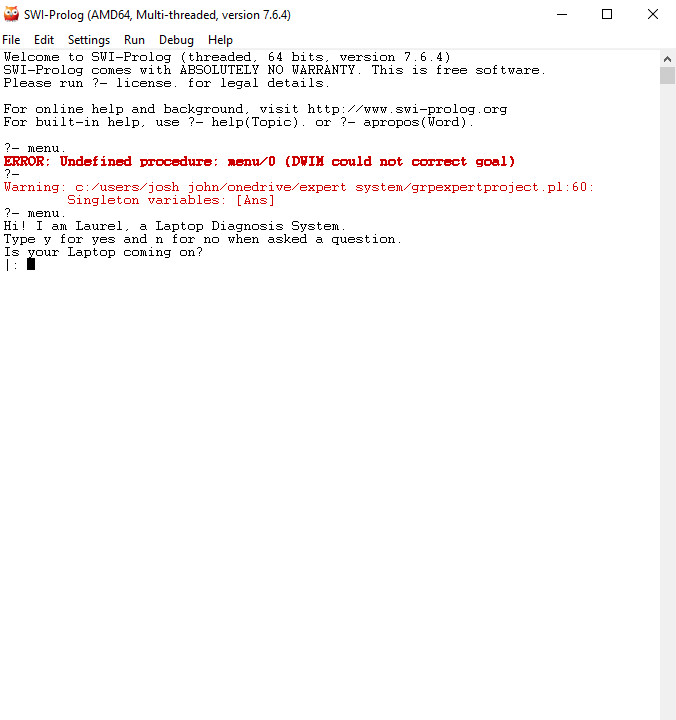 SWI-Prolog (AMD64, Multi-threaded, version 7.6.4)
File Edit Settings Run Debug Help
Welcome to SWI-Prolog (threaded, 64 bits, version 7.6.4)
SWI-Prolog comes with ABSOLUTELY NO WARRANTY. This is free software.
Please run ?- license. for legal details.
For online help and background, visit http://www.swi-prolog.org
For built-in help, use ?- help(Topic). or ?- apropos(Word).
?- menu.
ERROR: Undefined procedure: menu/0 (DWIM could not correct goal)
?-
Warning: c:/users/josh john/onedrive/expert system/grpexpertproject.pl:60:
Singleton variables: [Ans]
?- menu.
Hi! I am Laurel, a Laptop Diagnosis System.
Type y for yes and n for no when asked a question.
Is your Laptop coming on?
|: